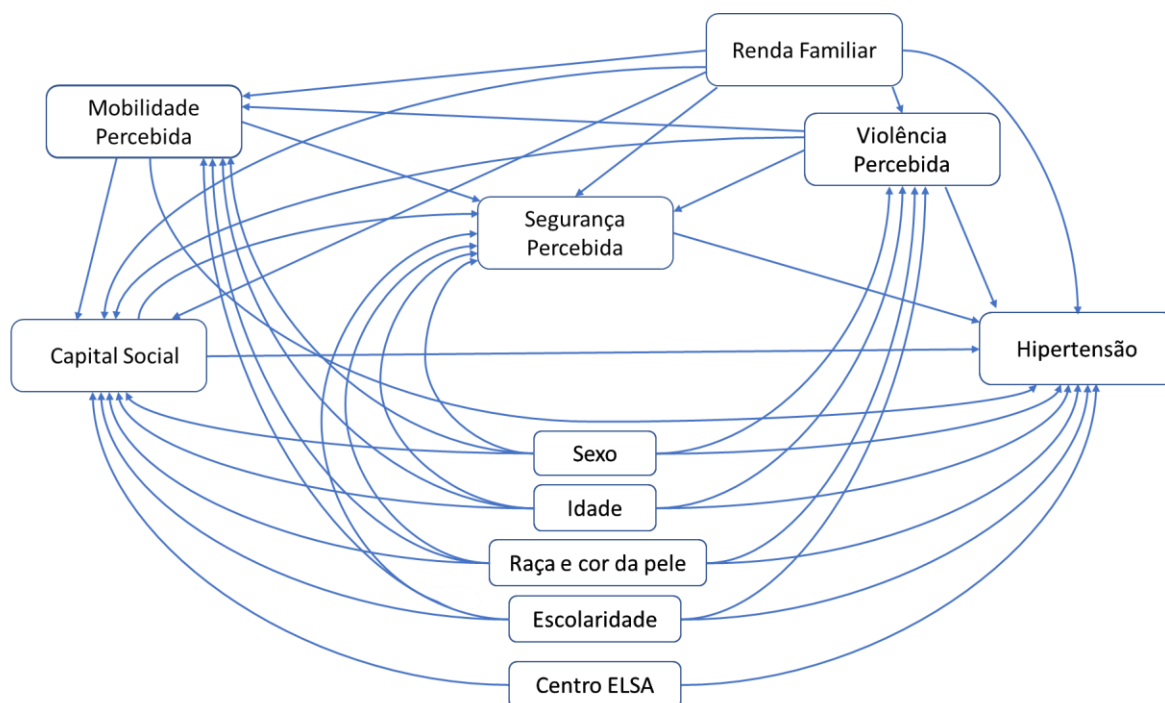 Renda Familiar
Mobilidade
Percebida
Violência
Percebida
Segurança
Percebida
Capital Social
Hipertensão
Sexo
Idade
Raça e cor da pele
Escolaridade
Centro ELSA